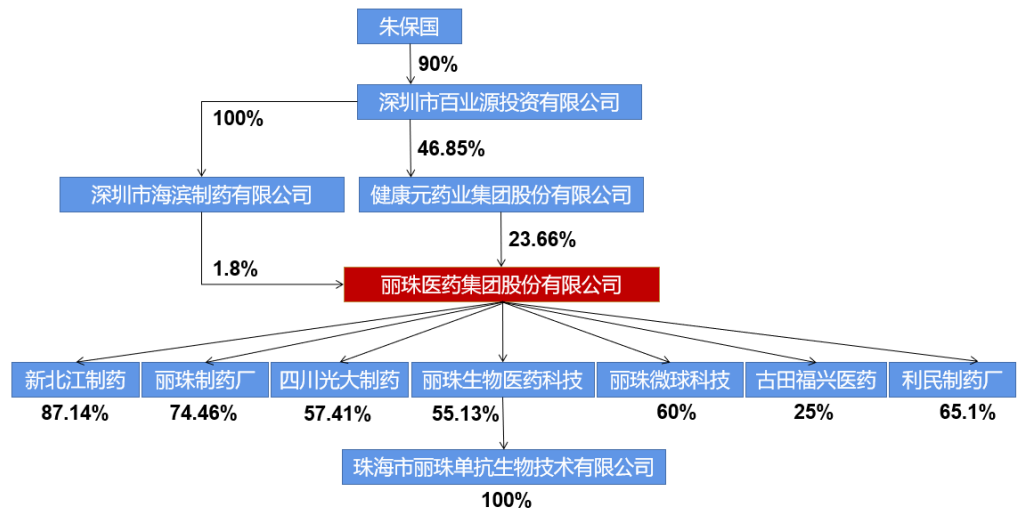 朱保国
90%
深圳市百业源投资有限公司
100%
46.85%
深圳市海滨制药有限公司
健康元药业集团股份有限公司
23.66%
1.8%
丽珠医药集团股份有限公司
新北江制药
丽珠制药厂
四川光大制药
丽珠生物医药科技
丽珠微球科技
古田福兴医药
利民制药厂
87.14%
74.46%
57.41%
55.13%
60%
25%
65.1%
珠海市丽珠单抗生物技术有限公司
100%